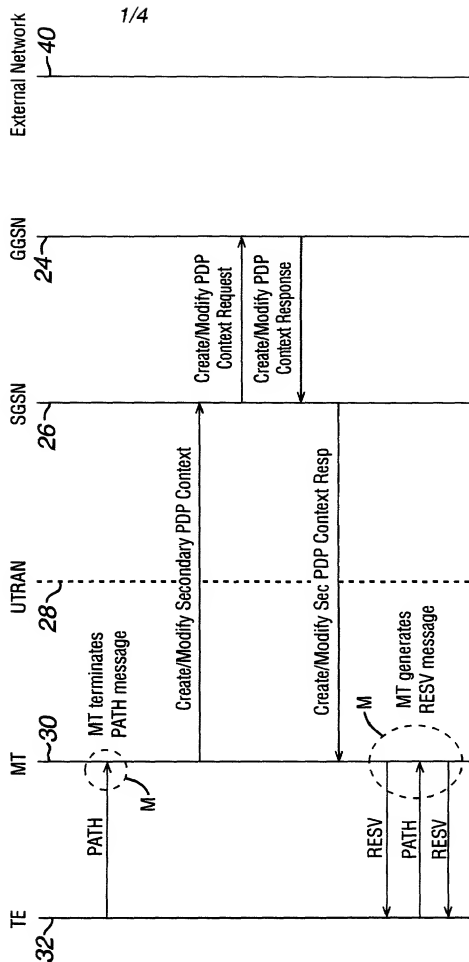 1/4
TE
MT
UTRAN
SGSN
GGSN
External Network
32
30
28
26
24
40
MT terminates
PATH message
M
PATH
Create/Modify Secondary PDP Context
Create/Modify PDP
Context Request
Create/Modify PDP
Context Response
Create/Modify Sec PDP Context Resp
M
MT generates
RESV message
RESV
PATH
RESV